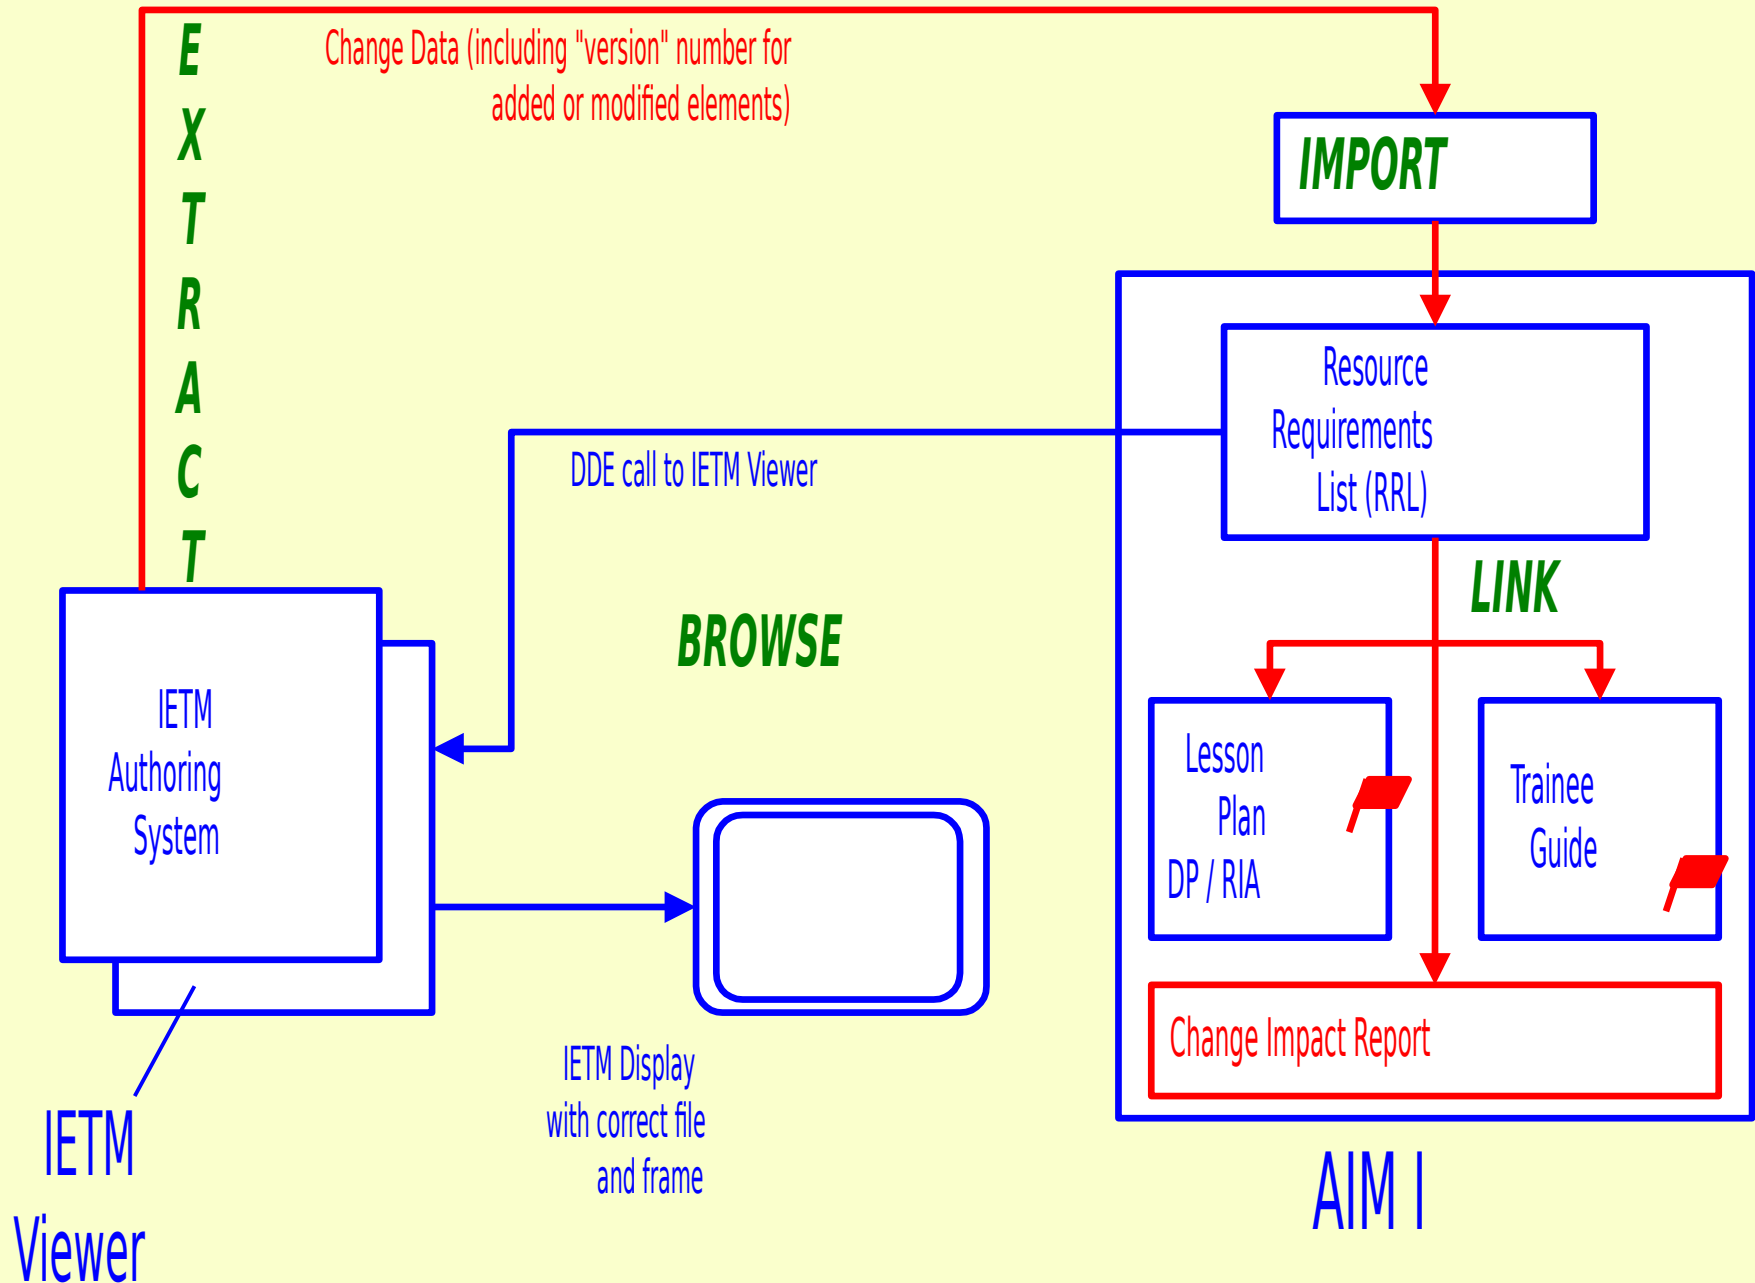 E
X
T
R
A
C
T
Change Data (including "version" number for
added or modified elements)
IMPORT
Resource
Requirements
List (RRL)
DDE call to IETM Viewer
LINK
BROWSE
IETM
Authoring
System
Lesson
Plan
DP / RIA
Trainee
Guide
Change Impact Report
IETM Display
with correct file
and frame
IETM
Viewer
AIM I